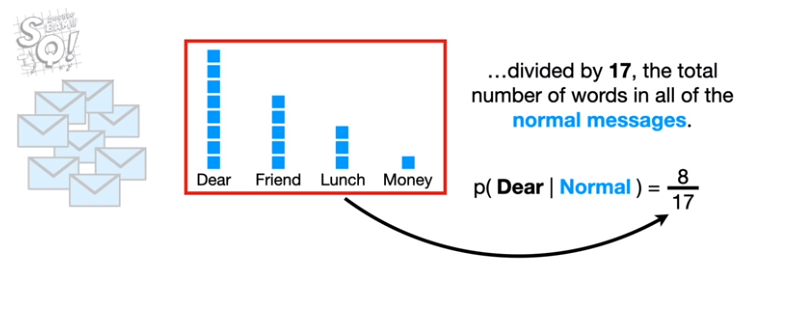 SQ!
…divided by 17, the total
number of words in all of the
normal messages.
Dear Friend Lunch Money
p( Dear | Normal ) = 8
17